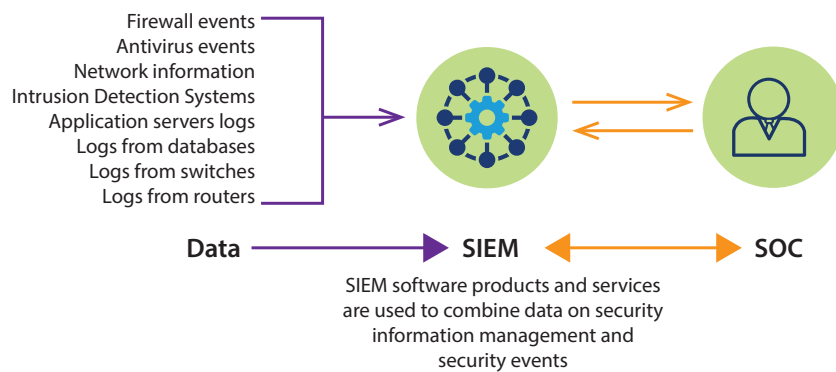 Firewall events
Antivirus events
Network information
Intrusion Detection Systems
Application servers logs
Logs from databases
Logs from switches
Logs from routers
Data
SIEM
SOC
SIEM software products and services
are used to combine data on security
information management and
security events